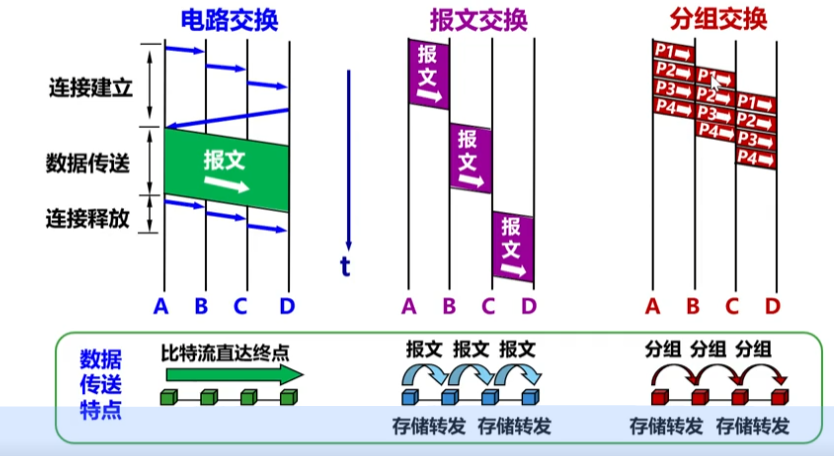 电路交换
报文交换
分组交换
连接建立
数据传送
连接释放
报文
t
A B C D
报
文
报
文
报
文
A B C D
P1
P2 P1
P3 P2 P1
P4 P3 P2
P4 P3
P4
A B C D
数据
传送
特点
比特流直达终点
报文 报文 报文
存储转发 存储转发
分组 分组 分组
存储转发 存储转发